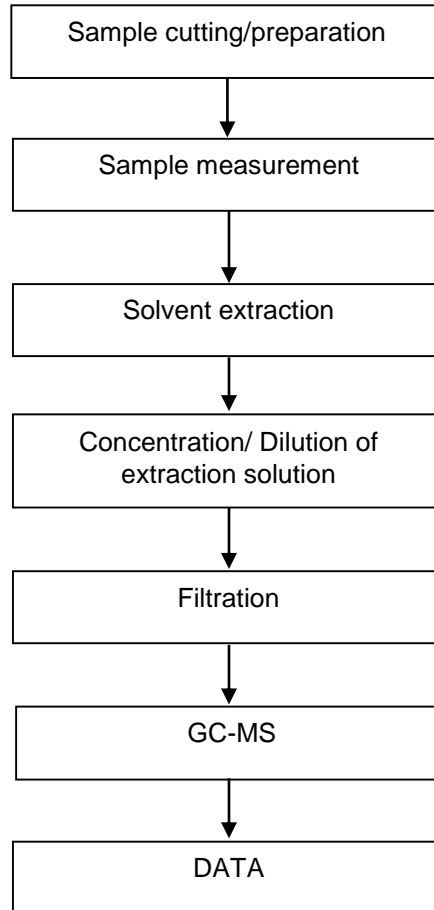 Sample cutting/preparation
Sample measurement
Solvent extraction
Concentration/ Dilution of
extraction solution
Filtration
GC-MS
DATA